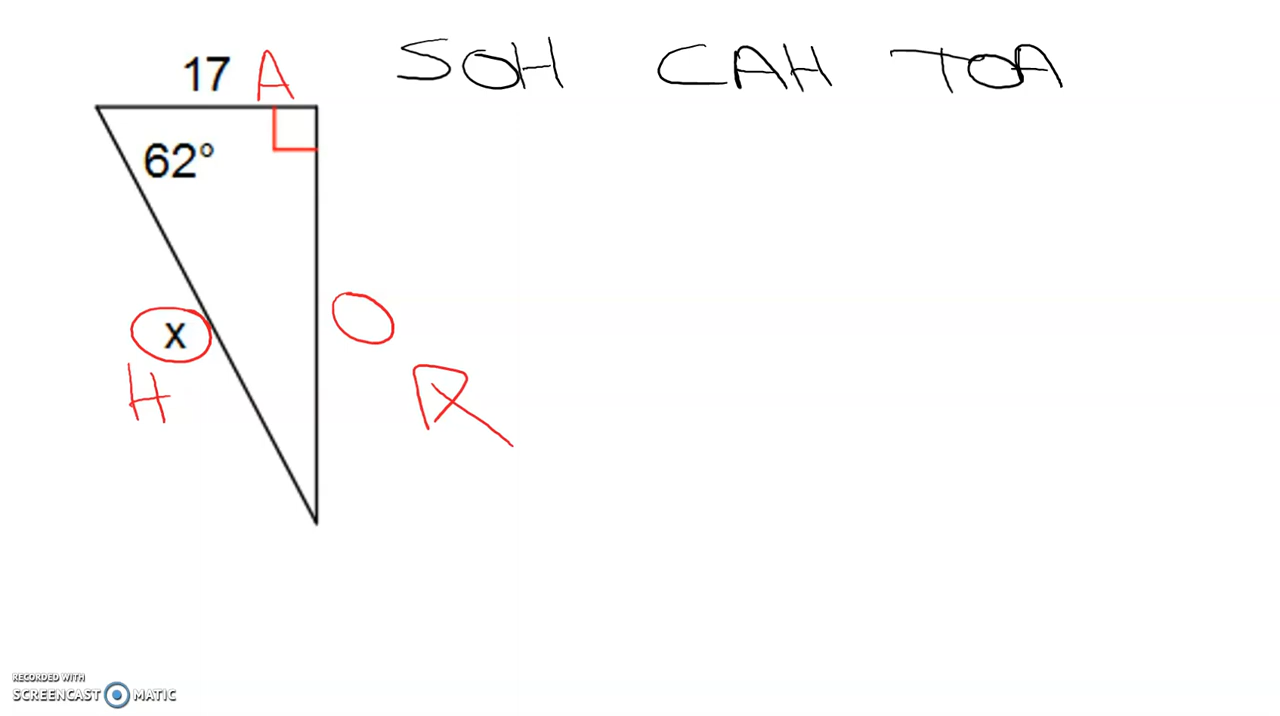 17 A SOH CAH TOA
62°
x O
H
RECORDED WITH
SCREENCAST MATIC